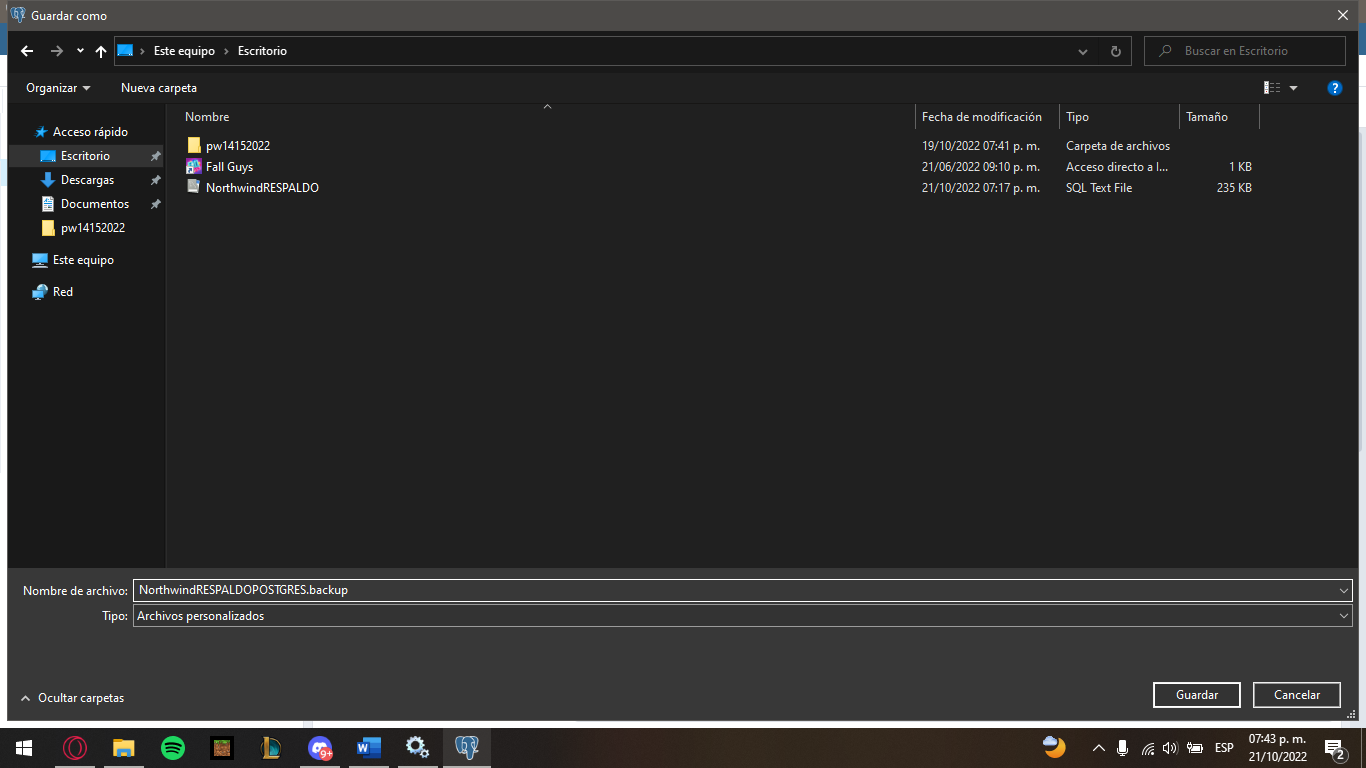 Guardar como
Este equipo Escritorio
Buscar en Escritorio
Organizar Nueva carpeta
Nombre Fecha de modificación Tipo Tamaño
Acceso rápido
Escritorio
Descargas
Documentos
pw14152022
Este equipo
Red
pw14152022 19/10/2022 07:41 p. m. Carpeta de archivos
Fall Guys 21/06/2022 09:10 p. m. Acceso directo a I... 1 KB
NorthwindRESPALDO 21/10/2022 07:17 p. m. SQL Text File 235 KB
Nombre de archivo: NorthwindRESPALDOPOSTGRES.backup
Tipo: Archivos personalizados
Ocultar carpetas
Guardar Cancelar
9+
W
ESP
07:43 p. m.
21/10/2022
2